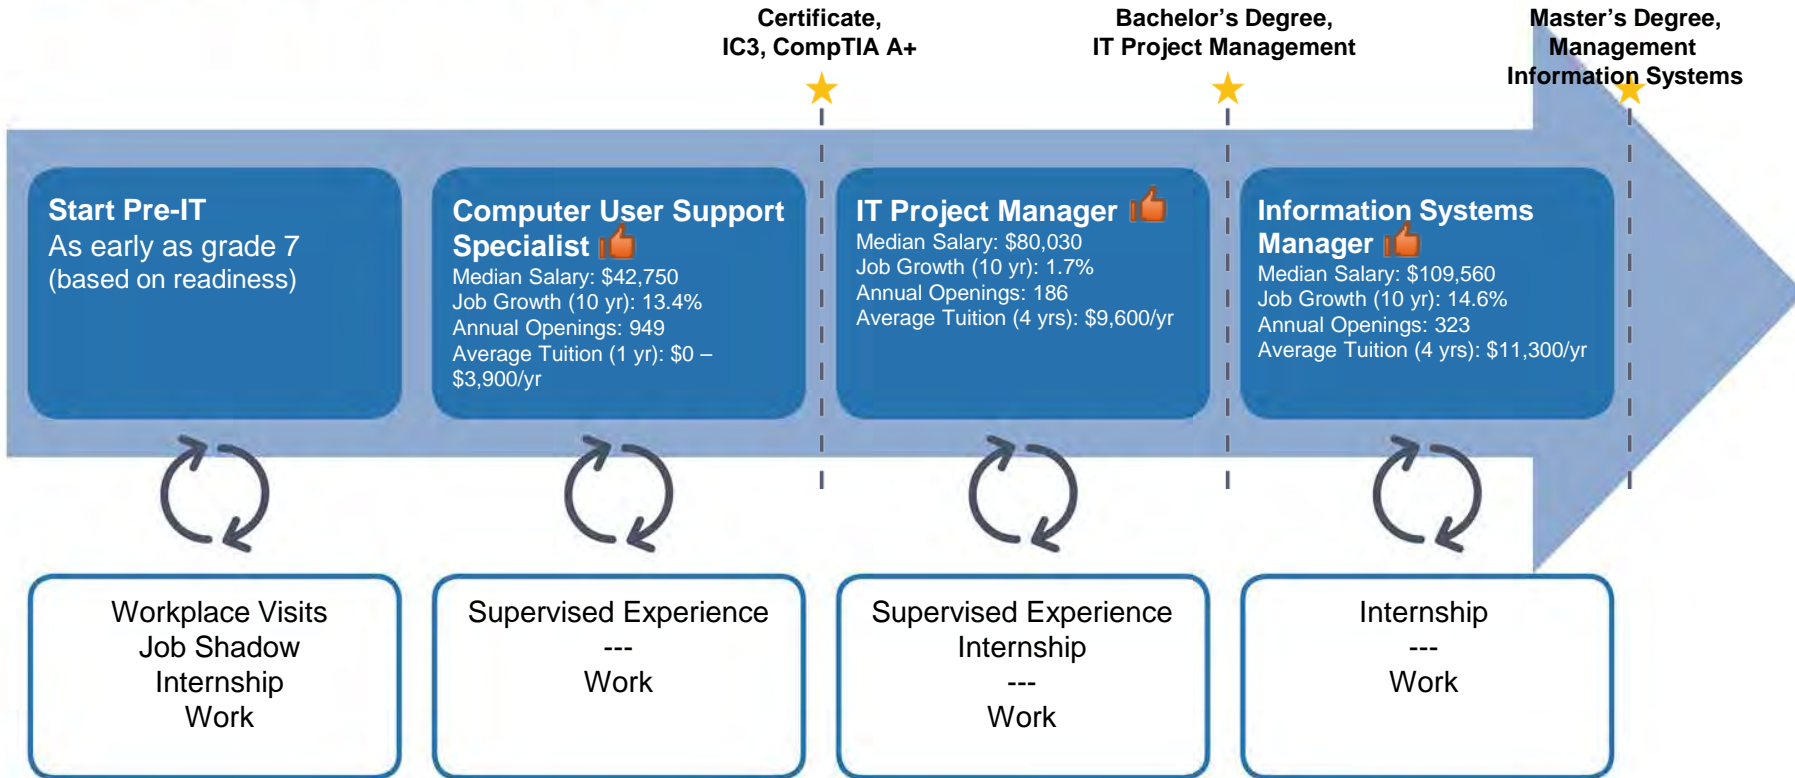 Certificate,
IC3, CompTIA A+
Bachelor’s Degree,
IT Project Management
Master’s Degree,
Management
Information Systems
Start Pre-IT
As early as grade 7
(based on readiness)
Computer User Support
Specialist
Median Salary: $42,750
Job Growth (10 yr): 13.4%
Annual Openings: 949
Average Tuition (1 yr): $0 –
$3,900/yr
IT Project Manager
Median Salary: $80,030
Job Growth (10 yr): 1.7%
Annual Openings: 186
Average Tuition (4 yrs): $9,600/yr
Information Systems
Manager
Median Salary: $109,560
Job Growth (10 yr): 14.6%
Annual Openings: 323
Average Tuition (4 yrs): $11,300/yr
Workplace Visits
Job Shadow
Internship
Work
Supervised Experience
---
Work
Supervised Experience
Internship
---
Work
Internship
---
Work